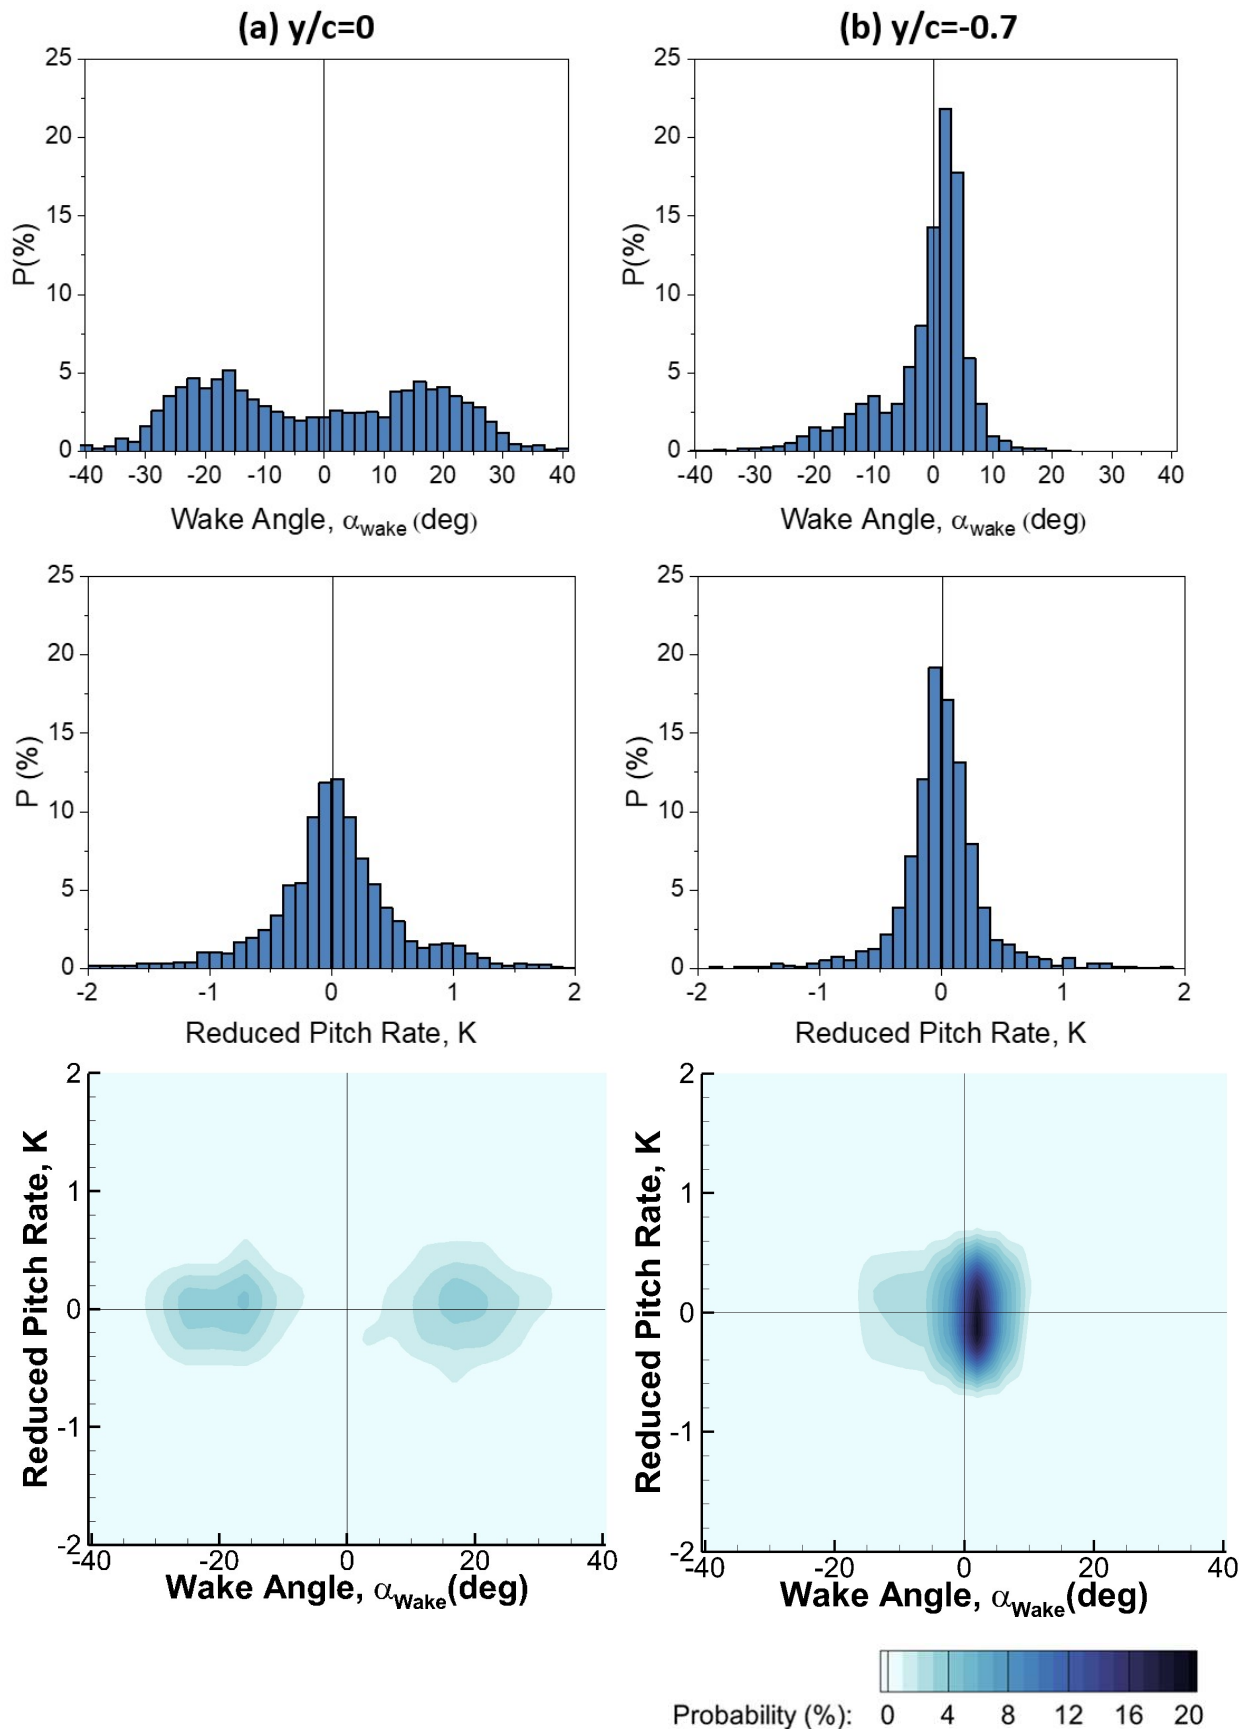 (a) y/c=0
(b) y/c=-0.7
25
20
15
10
5
0
P(%)
-40 -30 -20 -10 0 10 20 30 40
Wake Angle, αwake (deg)
25
20
15
10
5
0
P(%)
-40 -30 -20 -10 0 10 20 30 40
Wake Angle, αwake (deg)
25
20
15
10
5
0
P (%)
-2 -1 0 1 2
Reduced Pitch Rate, K
25
20
15
10
5
0
P (%)
-2 -1 0 1 2
Reduced Pitch Rate, K
2
1
0
-1
-2
Reduced Pitch Rate, K
-40 -20 0 20 40
Wake Angle, αWake(deg)
2
1
0
-1
-2
Reduced Pitch Rate, K
-40 -20 0 20 40
Wake Angle, αWake(deg)
Probability (%): 0 4 8 12 16 20